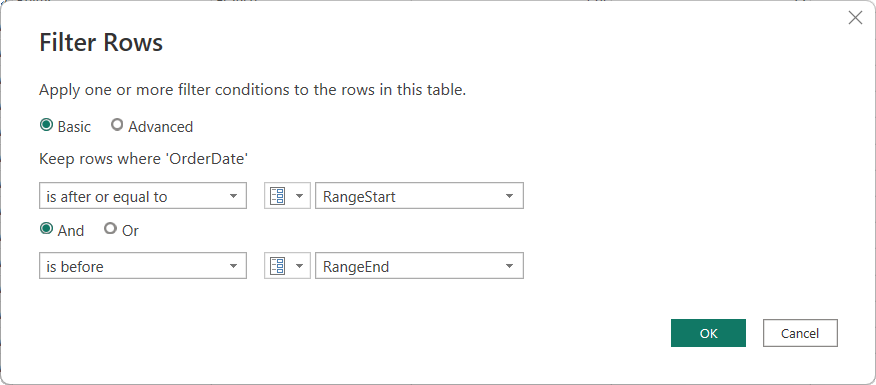 Filter Rows
Apply one or more filter conditions to the rows in this table.
Basic Advanced
Keep rows where 'OrderDate'
is after or equal to RangeStart
And Or
is before RangeEnd
OK Cancel